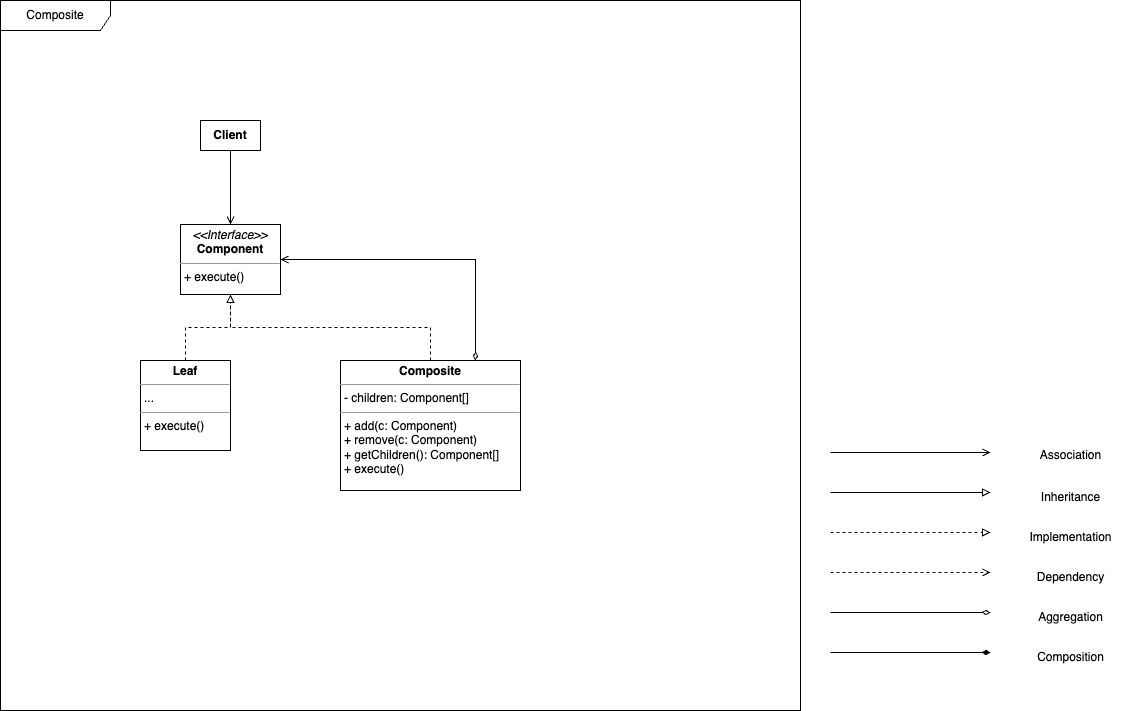 Composite
Client
<<Interface>>
Component
+ execute()
Leaf
...
+ execute()
Composite
- children: Component[]
+ add(c: Component)
+ remove(c: Component)
+ getChildren(): Component[]
+ execute()
Association
Inheritance
Implementation
Dependency
Aggregation
Composition